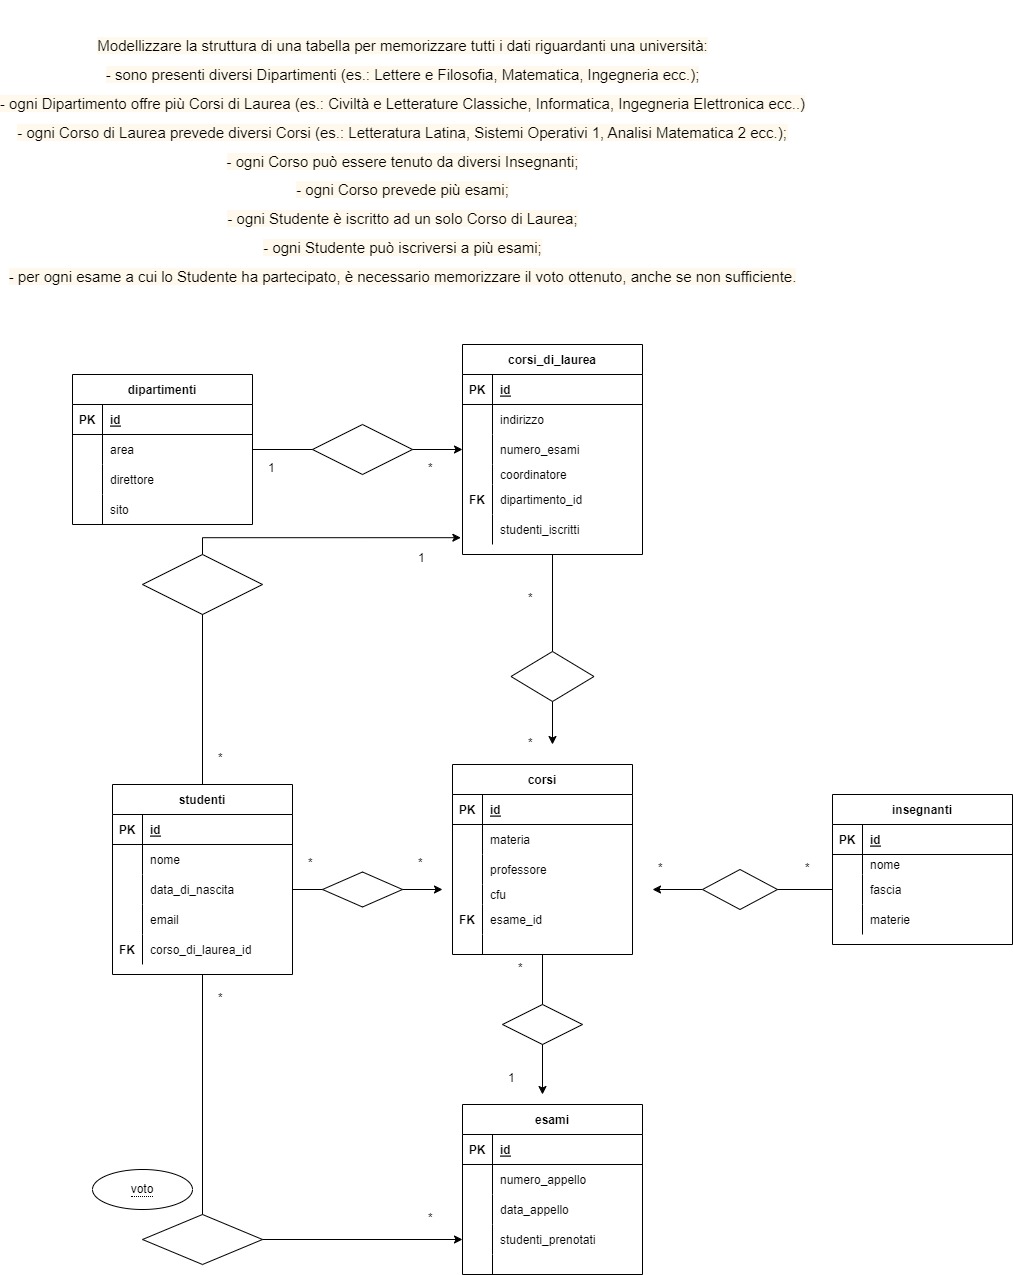 Modellizzare la struttura di una tabella per memorizzare tutti i dati riguardanti una università:
- sono presenti diversi Dipartimenti (es.: Lettere e Filosofia, Matematica, Ingegneria ecc.);
- ogni Dipartimento offre più Corsi di Laurea (es.: Civiltà e Letterature Classiche, Informatica, Ingegneria Elettronica ecc..)
- ogni Corso di Laurea prevede diversi Corsi (es.: Letteratura Latina, Sistemi Operativi 1, Analisi Matematica 2 ecc.);
- ogni Corso può essere tenuto da diversi Insegnanti;
- ogni Corso prevede più esami;
- ogni Studente è iscritto ad un solo Corso di Laurea;
- ogni Studente può iscriversi a più esami;
- per ogni esame a cui lo Studente ha partecipato, è necessario memorizzare il voto ottenuto, anche se non sufficiente.
dipartimenti
PK id
area
direttore
sito
1
*
corsi_di_laurea
PK id
indirizzo
numero_esami
coordinatore
FK dipartimento_id
studenti_iscritti
1
*
*
*
studenti
PK id
nome
data_di_nascita
email
FK corso_di_laurea_id
*
*
corsi
PK id
materia
professore
cfu
FK esame_id
*
*
insegnanti
PK id
nome
fascia
materie
*
*
1
esami
PK id
numero_appello
data_appello
studenti_prenotati
voto
*